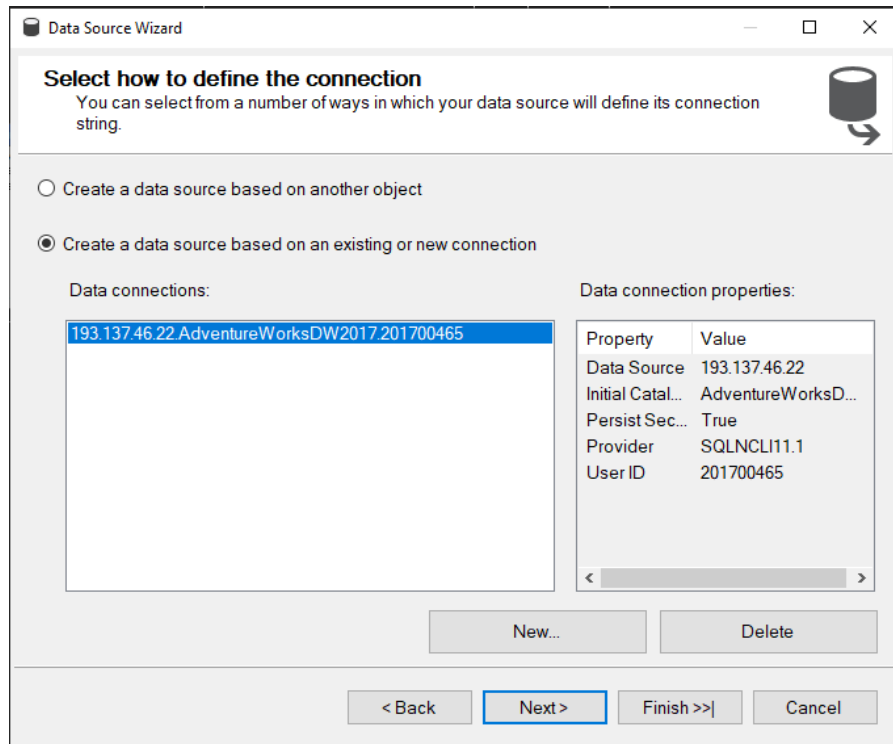 Data Source Wizard
Select how to define the connection
You can select from a number of ways in which your data source will define its connection
string.
Create a data source based on another object
Create a data source based on an existing or new connection
Data connections:
193.137.46.22.AdventureWorksDW2017.201700465
Data connection properties:
Property Value
Data Source 193.137.46.22
Initial Catal... AdventureWorksD...
Persist Sec... True
Provider SQLNCLI11.1
User ID 201700465
New...
Delete
< Back
Next >
Finish >>|
Cancel